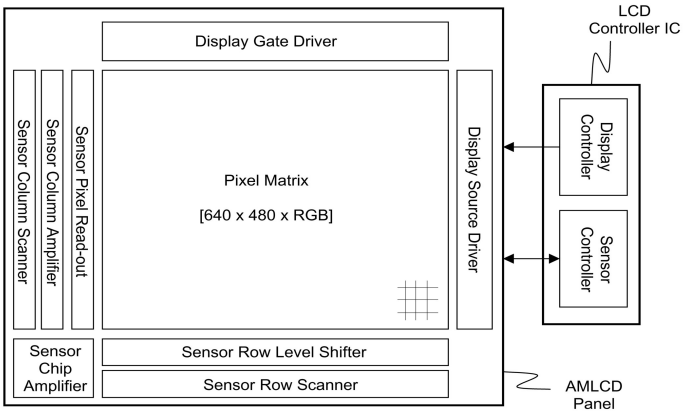 LCD
Controller IC
Display Gate Driver
Sensor Column Scanner
Sensor Column Amplifier
Sensor Pixel Read-out
Pixel Matrix
[640 x 480 x RGB]
Display Source Driver
Display
Controller
Sensor
Controller
Sensor
Chip
Amplifier
Sensor Row Level Shifter
Sensor Row Scanner
AMLCD
Panel